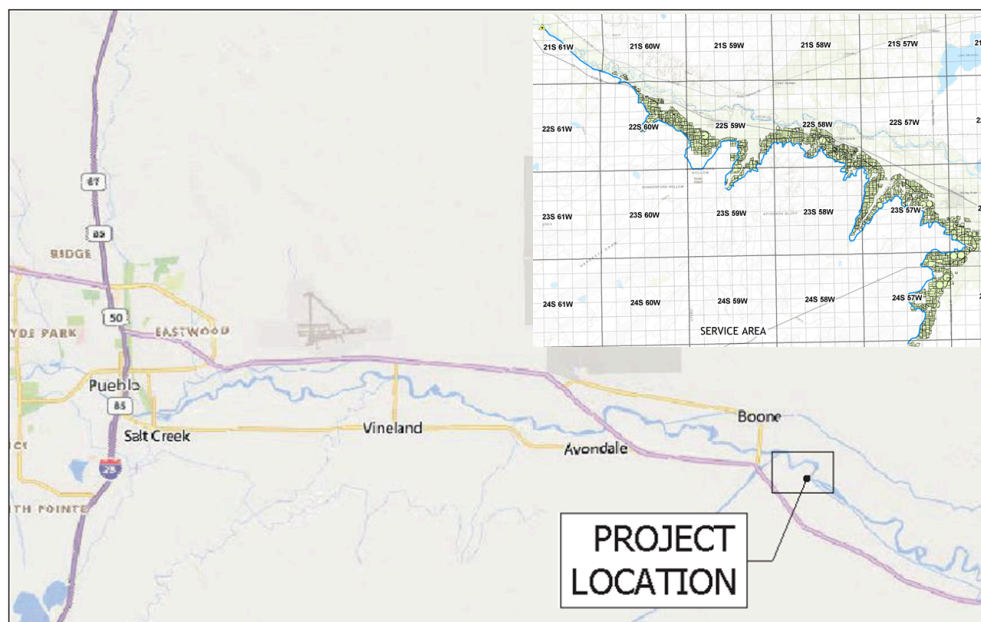 21S 61W
21S 60W
21S 59W
21S 58W
21S 57W
22S 61W
22S 60W
22S 59W
22S 58W
22S 57W
23S 61W
23S 60W
23S 59W
23S 58W
23S 57W
24S 61W
24S 60W
24S 59W
24S 58W
24S 57W
SERVICE AREA
87
85
RIDGE
50
YDE PARK
EASTWOOD
Pueblo
85
Salt Creek
Vineland
Avondale
Boone
25
TH POINTE
PROJECT
LOCATION